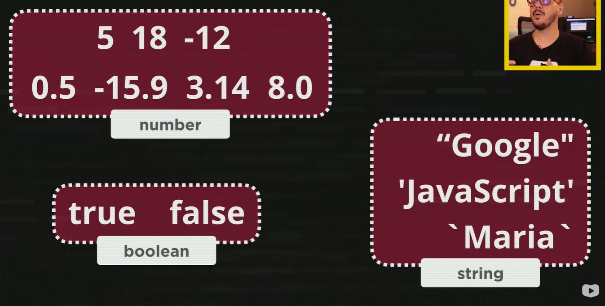 5 18 -12
0.5 -15.9 3.14 8.0
number
true false
boolean
“Google"
'JavaScript'
`Maria`
string